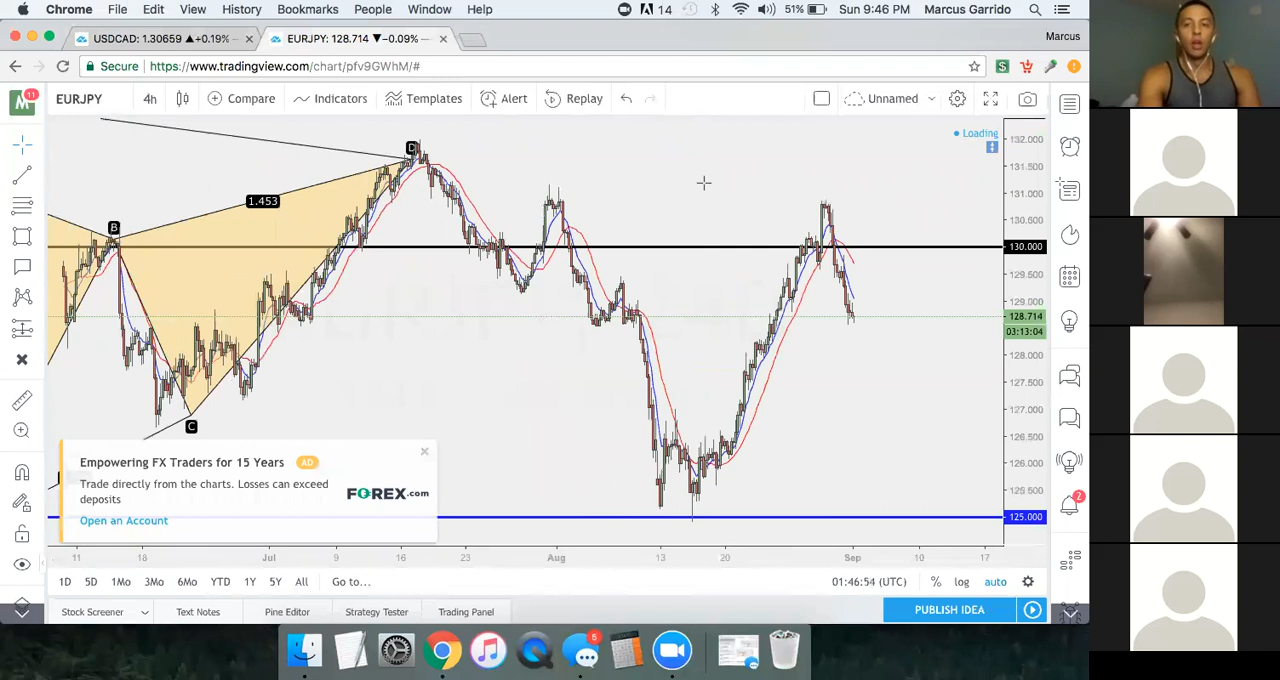 Chrome File Edit View History Bookmarks People Window Help 14 51% Sun 9:46 PM Marcus Garrido
USDCAD: 1.30659 ▲+0.19% × EURJPY: 128.714 ▼−0.09% × Marcus
Secure https://www.tradingview.com/chart/pfv9GWhM/#
M 11 EURJPY 4h Compare Indicators Templates Alert Replay Unnamed
Loading
132.000
D
131.500
1.453
131.000
B
130.500
130.000
129.500
129.000
128.714
03:13:04
128.000
127.500
127.000
C
126.500
Empowering FX Traders for 15 Years AD
126.000
Trade directly from the charts. Losses can exceed
deposits
FOREX.com
125.500
2
Open an Account
125.000
11 18 Jul 9 16 23 Aug 13 20 Sep 10 17
1D 5D 1Mo 3Mo 6Mo YTD 1Y 5Y All Go to... 01:46:54 (UTC) % log auto
Stock Screener Text Notes Pine Editor Strategy Tester Trading Panel PUBLISH IDEA
5